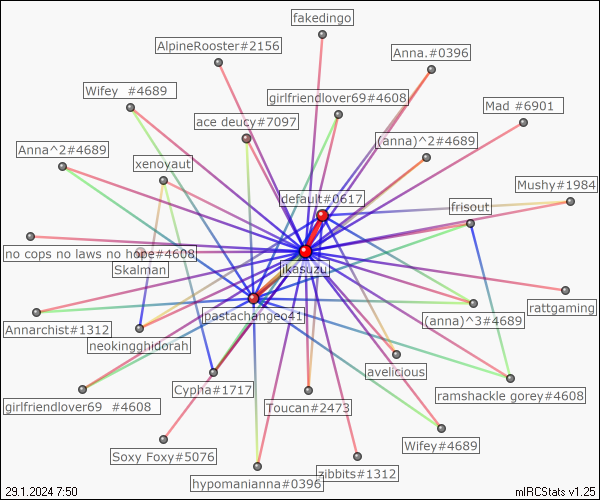 fakedingo
AlpineRooster#2156
Anna.#0396
Wifey  #4689
girlfriendlover69#4608
Mad #6901
ace deucy#7097
Anna^2#4689
xenoyaut
(anna)^2#4689
Mushy#1984
default#0617
frisout
no cops no laws no hope#4608
Skalman
jkasuzu
rattgaming
Annarchist#1312
pastachangeo41
(anna)^3#4689
neokingghidorah
avelicious
Cypha#1717
ramshackle gorey#4608
girlfriendlover69  #4608
Toucan#2473
Wifey#4689
Soxy Foxy#5076
zibbits#1312
hypomanianna#0396
29.1.2024 7:50
mIRCStats v1.25